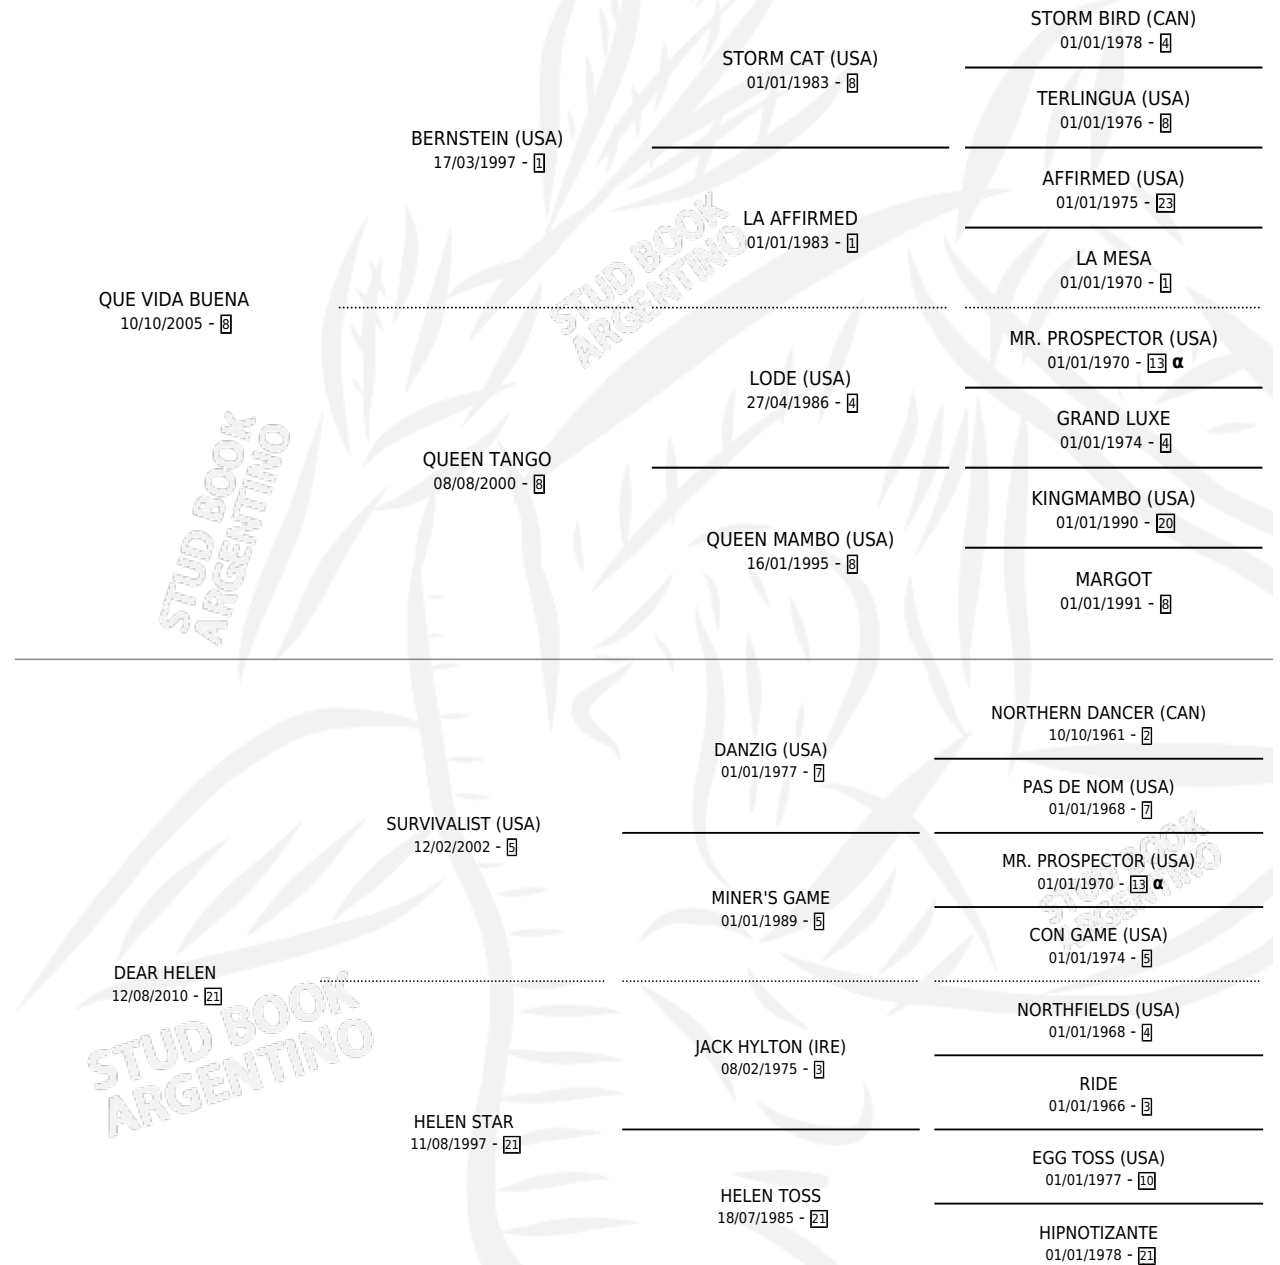 STORM BIRD (CAN)
01/01/1978 - 4
STORM CAT (USA)
01/01/1983 - 8
TERLINGUA (USA)
01/01/1976 - 8
BERNSTEIN (USA)
17/03/1997 - 1
AFFIRMED (USA)
01/01/1975 - 23
LA AFFIRMED
01/01/1983 - 1
LA MESA
01/01/1970 - 1
QUE VIDA BUENA
10/10/2005 - 8
MR. PROSPECTOR (USA)
01/01/1970 - 13 α
LODE (USA)
27/04/1986 - 4
GRAND LUXE
01/01/1974 - 4
QUEEN TANGO
08/08/2000 - 8
KINGMAMBO (USA)
01/01/1990 - 20
QUEEN MAMBO (USA)
16/01/1995 - 8
MARGOT
01/01/1991 - 8
STUD BOOK
ARGENTINO
STUD BOOK
ARGENTINO
NORTHERN DANCER (CAN)
10/10/1961 - 2
DANZIG (USA)
01/01/1977 - 7
PAS DE NOM (USA)
01/01/1968 - 7
SURVIVALIST (USA)
12/02/2002 - 5
MR. PROSPECTOR (USA)
01/01/1970 - 13 α
MINER'S GAME
01/01/1989 - 5
CON GAME (USA)
01/01/1974 - 5
DEAR HELEN
12/08/2010 - 21
NORTHFIELDS (USA)
01/01/1968 - 4
JACK HYLTON (IRE)
08/02/1975 - 3
RIDE
01/01/1966 - 3
HELEN STAR
11/08/1997 - 21
EGG TOSS (USA)
01/01/1977 - 10
HELEN TOSS
18/07/1985 - 21
HIPNOTIZANTE
01/01/1978 - 21
STUD BOOK
ARGENTINO
STUD BOOK
ARGENTINO